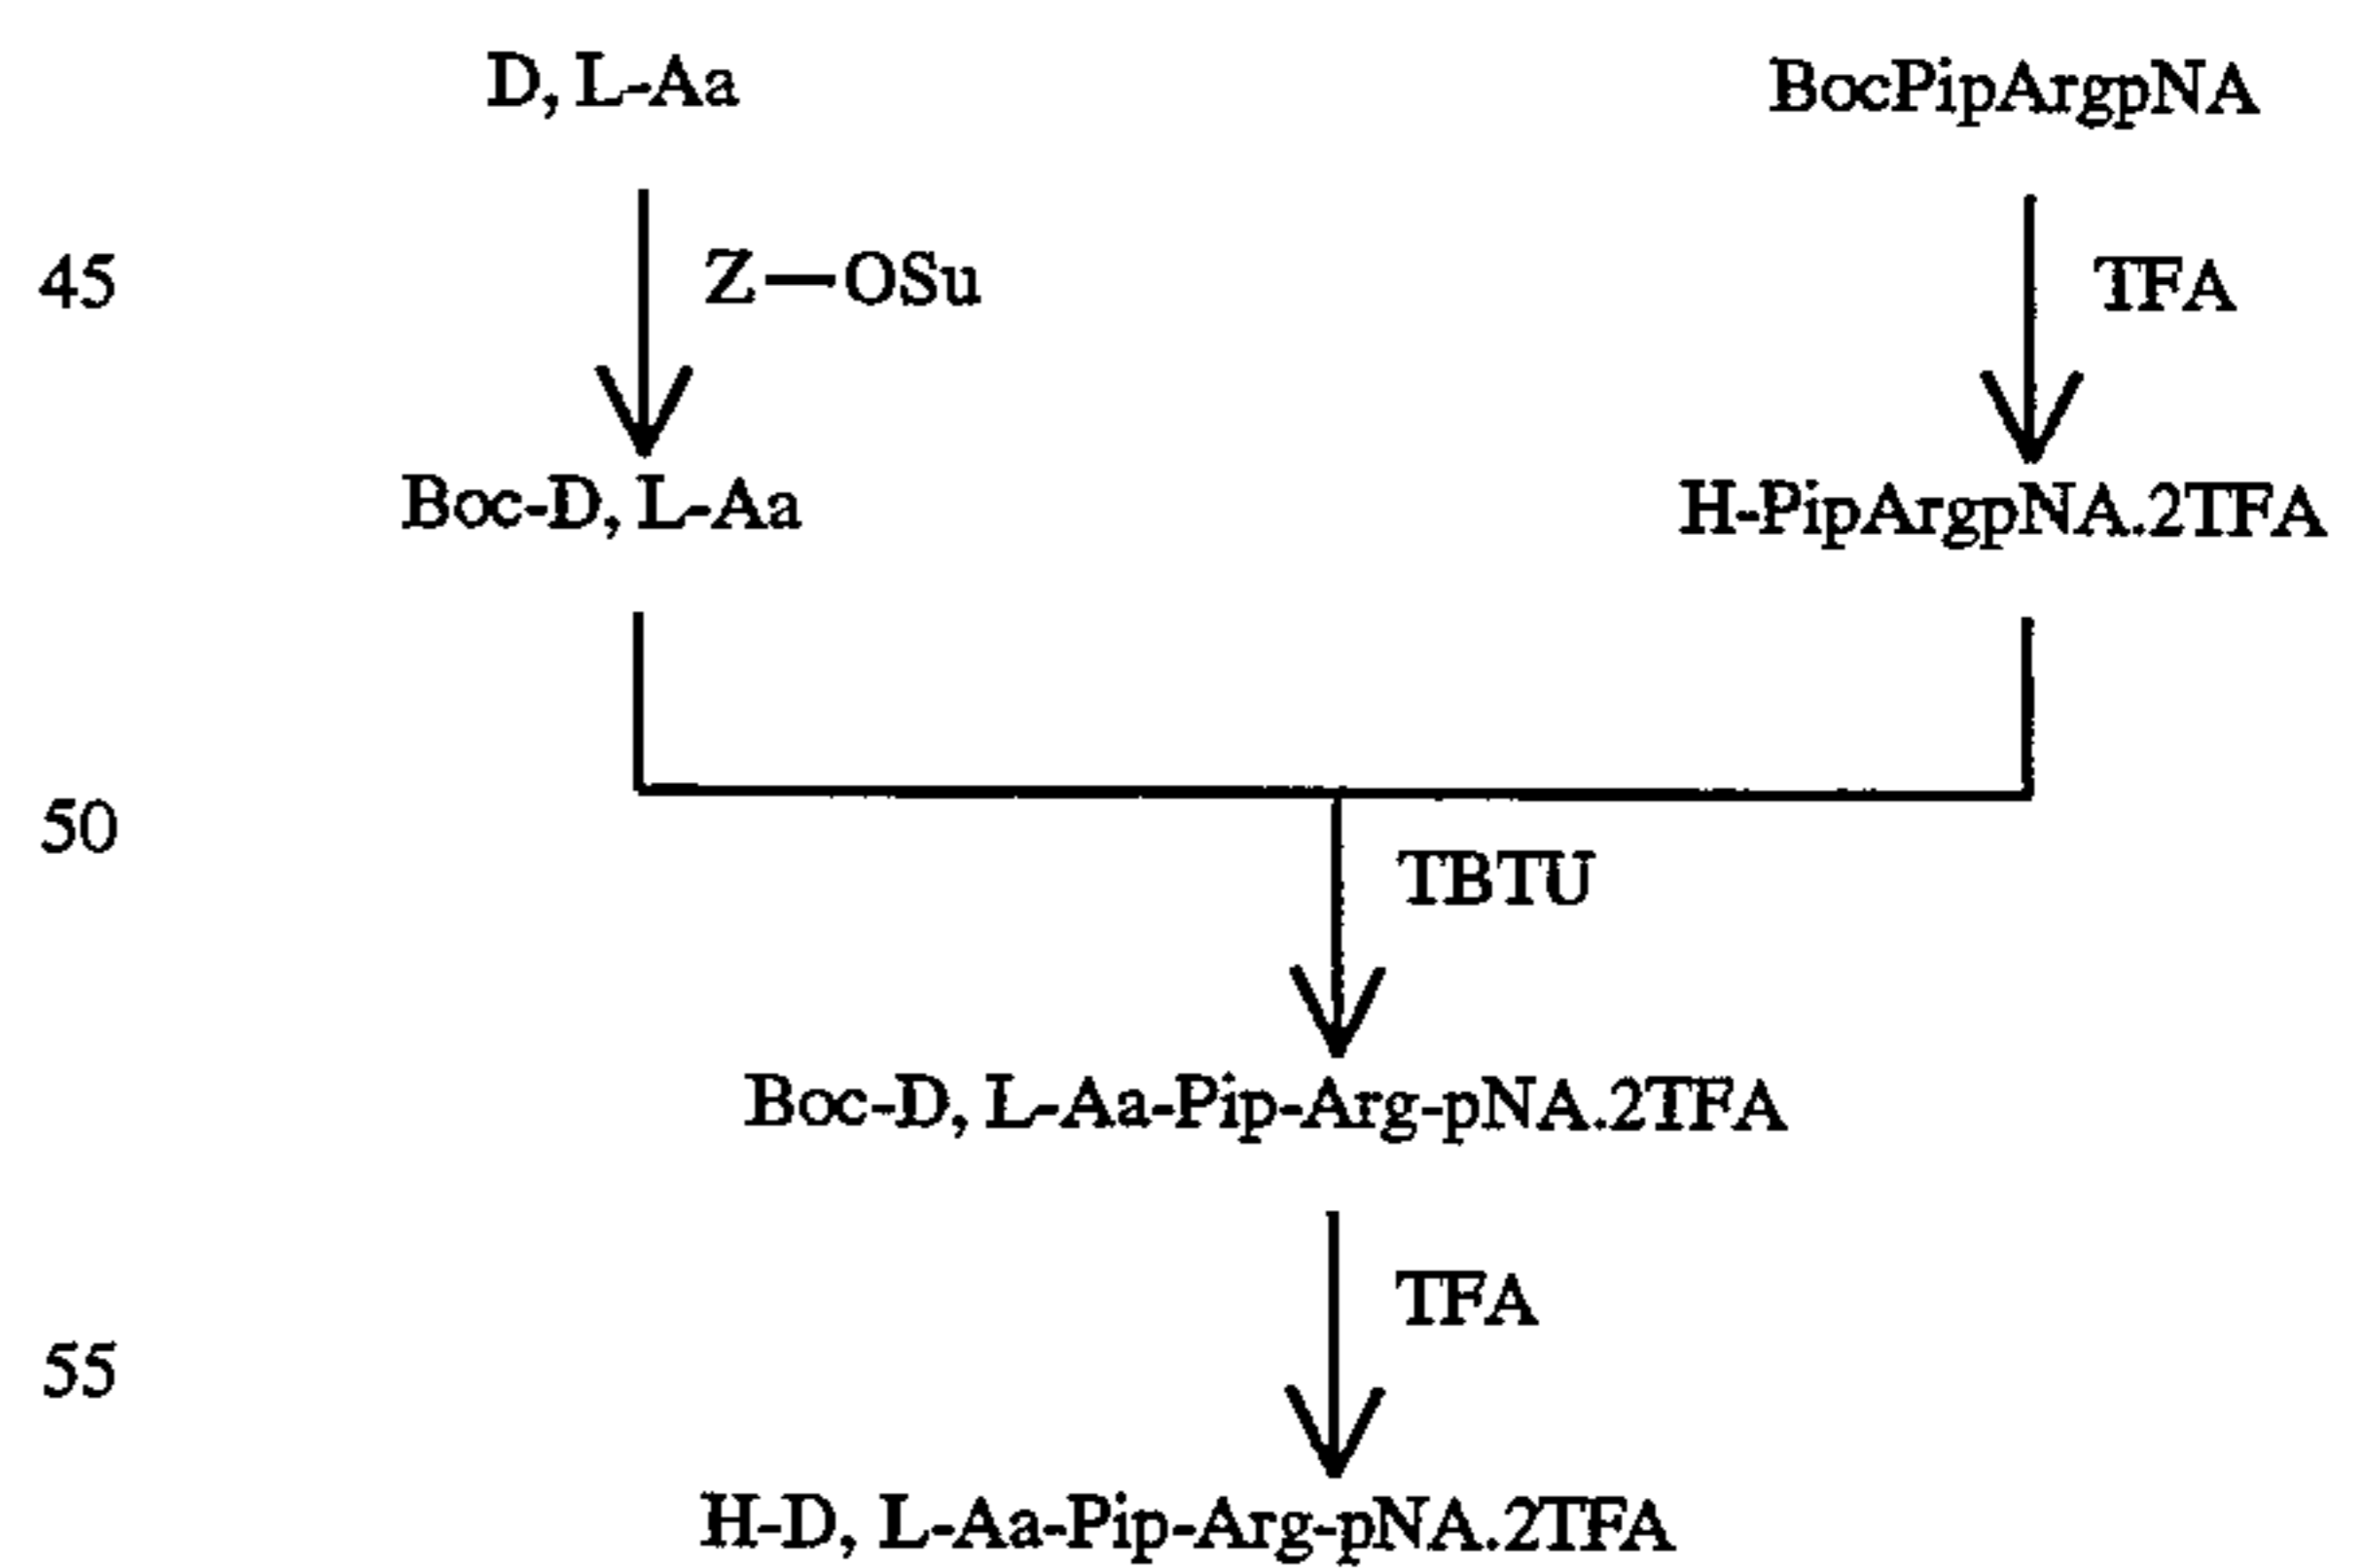 D, L-Aa BocPipArgpNA
45 Z—OSu TFA
Boc-D, L-Aa H-PipArgpNA.2TFA
50 TBTU
Boc-D, L-Aa-Pip-Arg-pNA.2TFA
TFA
55
H-D, L-Aa-Pip-Arg-pNA.2TFA